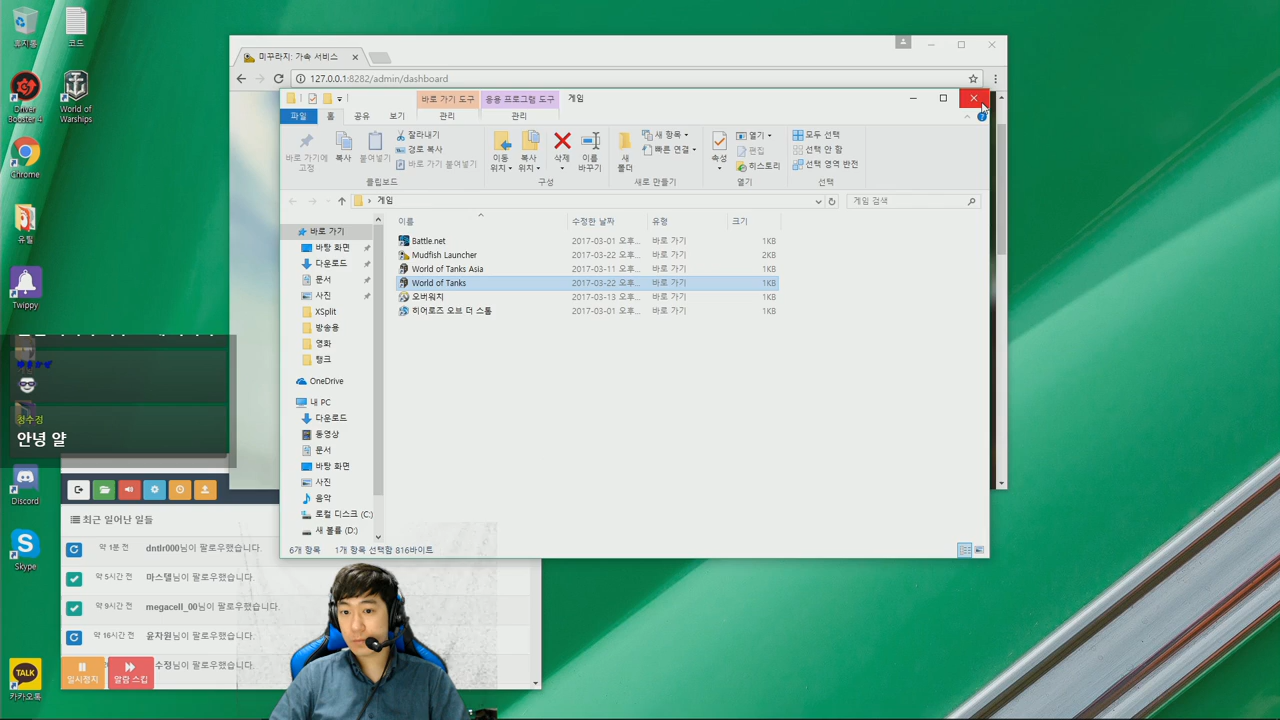 휴지통
코드
Driver Booster 4
World of Warships
Chrome
유틸
Twippy
청수정
안녕 얄
Discord
Skype
카카오톡
TALK
미꾸라지: 가속 서비스
127.0.0.1:8282/admin/dashboard
바로 가기 도구
응용 프로그램 도구
게임
파일
홈
공유
보기
관리
관리
바로 가기에 고정
복사
붙여넣기
잘라내기
경로 복사
바로 가기 붙여넣기
클립보드
이동 위치
복사 위치
삭제
이름 바꾸기
구성
새 폴더
새 항목
빠른 연결
새로 만들기
속성
열기
편집
히스토리
열기
모두 선택
선택 안 함
선택 영역 반전
선택
게임
게임 검색
이름
수정한 날짜
유형
크기
Battle.net 2017-03-01 오후... 바로 가기 1KB
Mudfish Launcher 2017-03-22 오후... 바로 가기 2KB
World of Tanks Asia 2017-03-11 오후... 바로 가기 1KB
World of Tanks 2017-03-22 오후... 바로 가기 1KB
오버워치 2017-03-13 오후... 바로 가기 1KB
히어로즈 오브 더 스톰 2017-03-01 오후... 바로 가기 1KB
바로 가기
바탕 화면
다운로드
문서
사진
XSplit
방송용
영화
탱크
OneDrive
내 PC
다운로드
동영상
문서
바탕 화면
사진
음악
로컬 디스크 (C:)
새 볼륨 (D:)
6개 항목
1개 항목 선택함 816바이트
최근 일어난 일들
약 1분 전 dntlr000님이 팔로우했습니다.
약 5시간 전 마스텔님이 팔로우했습니다.
약 9시간 전 megacell_00님이 팔로우했습니다.
약 16시간 전 윤차원님이 팔로우했습니다.
수정님이 팔로우했습니다.
일시정지
알람 스킵